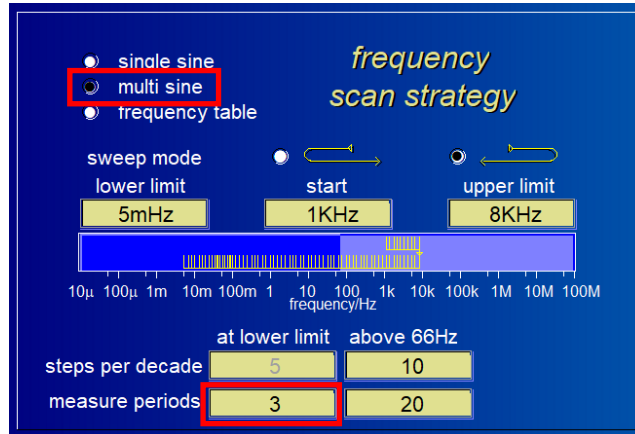 single sine
multi sine
frequency table
frequency
scan strategy
sweep mode
lower limit start upper limit
5mHz 1KHz 8KHz
10μ 100μ 1m 10m 100m 1 10 100 1k 10k 100k 1M 10M 100M
frequency/Hz
at lower limit above 66Hz
steps per decade 5 10
measure periods 3 20